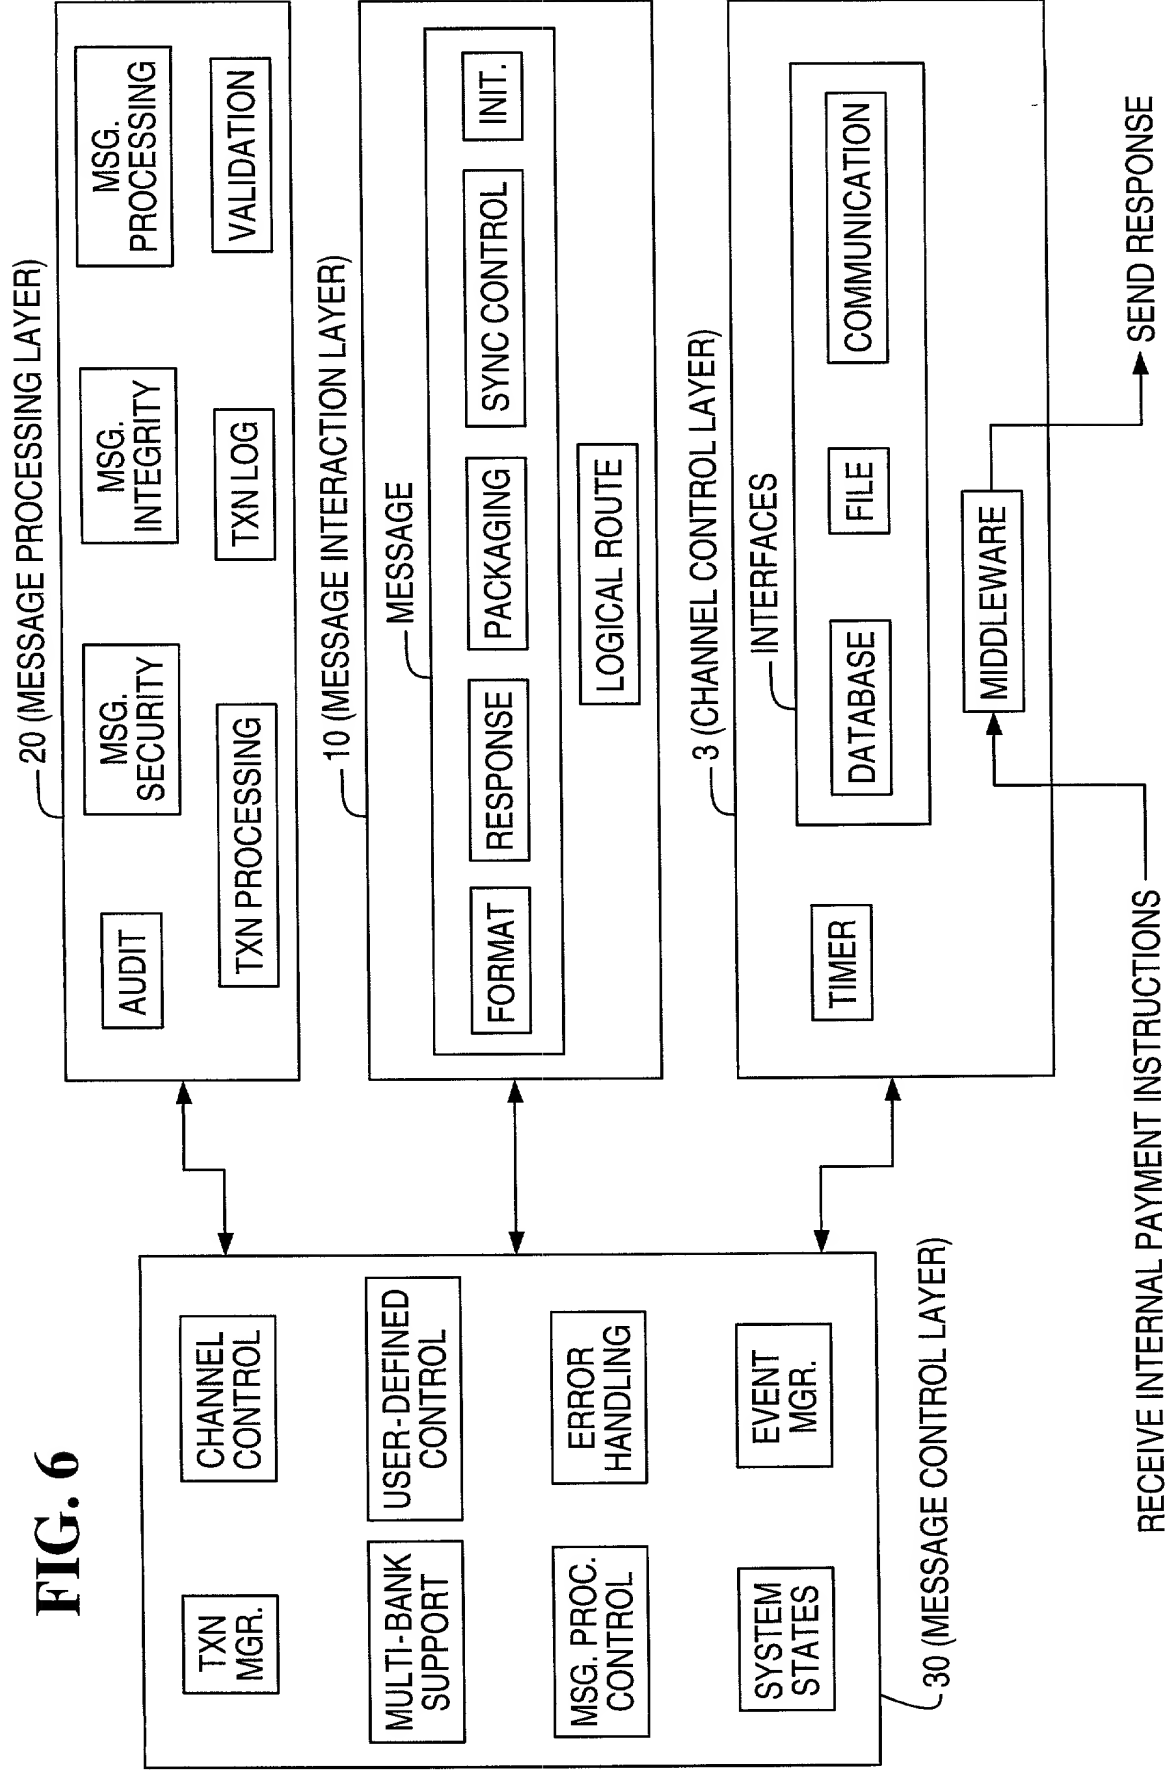 FIG. 6
TXN
MGR.
CHANNEL
CONTROL
MULTI-BANK
SUPPORT
USER-DEFINED
CONTROL
MSG. PROC.
CONTROL
ERROR
HANDLING
SYSTEM
STATES
EVENT
MGR.
30 (MESSAGE CONTROL LAYER)
20 (MESSAGE PROCESSING LAYER)
AUDIT
MSG.
SECURITY
MSG.
INTEGRITY
MSG.
PROCESSING
TXN PROCESSING
TXN LOG
VALIDATION
10 (MESSAGE INTERACTION LAYER)
MESSAGE
FORMAT
RESPONSE
PACKAGING
SYNC CONTROL
INIT.
LOGICAL ROUTE
3 (CHANNEL CONTROL LAYER)
INTERFACES
TIMER
DATABASE
FILE
COMMUNICATION
MIDDLEWARE
RECEIVE INTERNAL PAYMENT INSTRUCTIONS
SEND RESPONSE